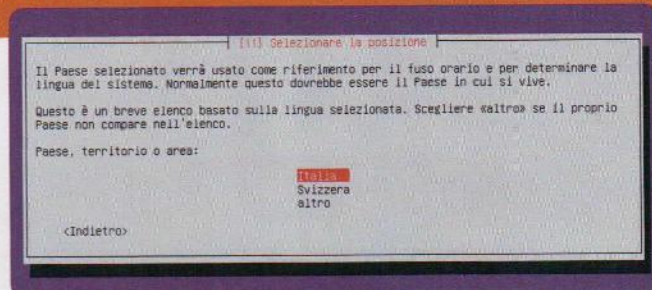 [!!] Selezionare la posizione
Il Paese selezionato verrà usato come riferimento per il fuso orario e per determinare la
lingua del sistema. Normalmente questo dovrebbe essere il Paese in cui si vive.
Questo è un breve elenco basato sulla lingua selezionata. Scegliere «altro» se il proprio
Paese non compare nell'elenco.
Paese, territorio o area:
Italia
Svizzera
altro
<Indietro>